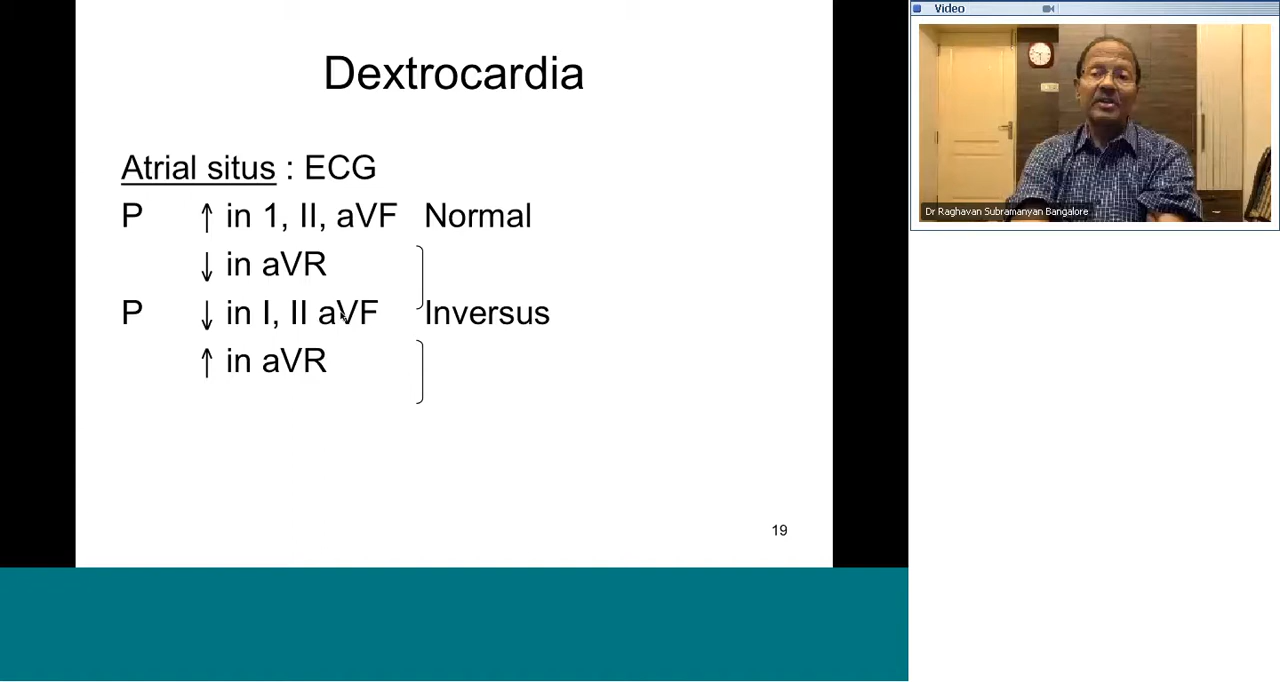 Dextrocardia
Atrial situs : ECG
P ↑ in 1, II, aVF Normal
↓ in aVR
P ↓ in I, II aVF Inversus
↑ in aVR
19
Video
Dr Raghavan Subramanyan Bangalore